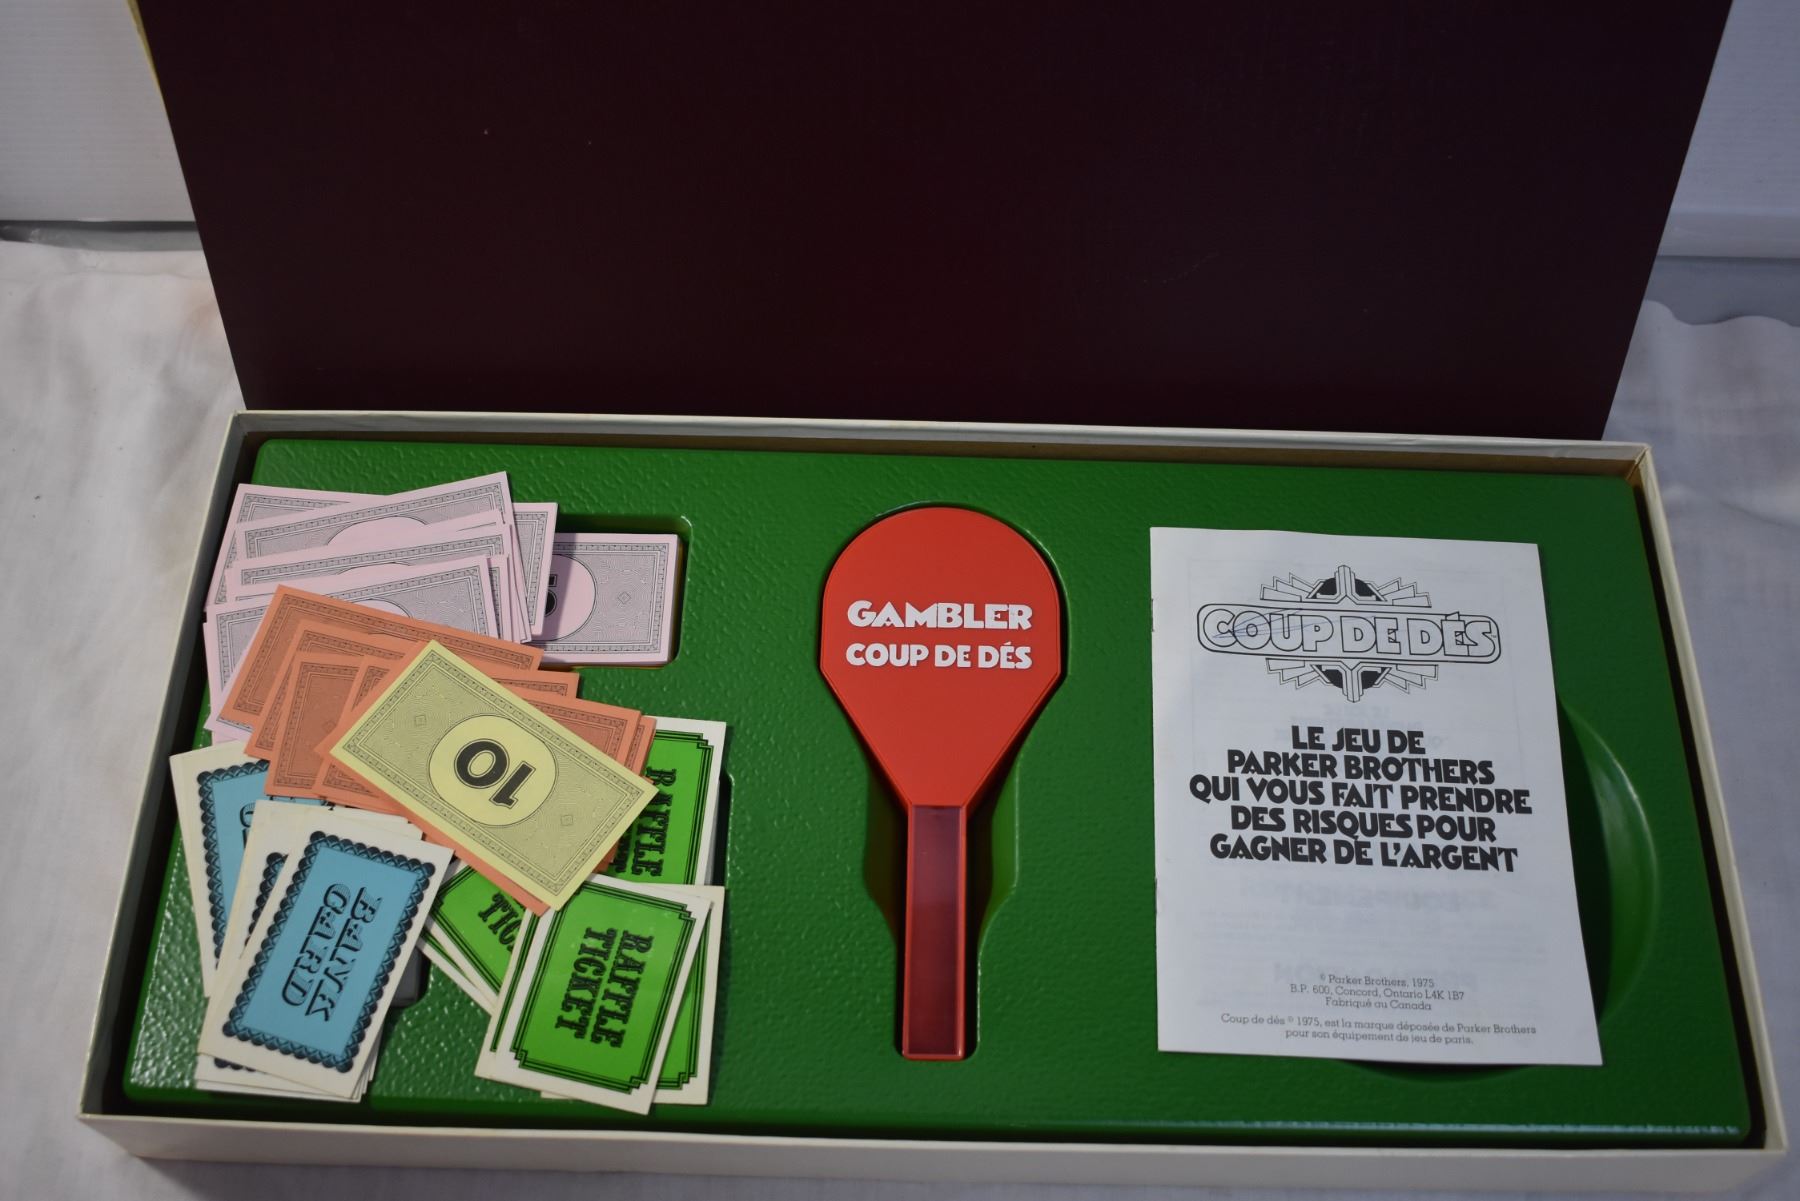 10
BANK
CARD
RAFFLE
RAFFLE
TICKET
GAMBLER
COUP DE DÉS
COUP DE DÉS
LE JEU DE
PARKER BROTHERS
QUI VOUS FAIT PRENDRE
DES RISQUES POUR
GAGNER DE L'ARGENT
© Parker Brothers, 1975
B.P. 600, Concord, Ontario L4K 1B7
Fabriqué au Canada
Coup de dés © 1975, est la marque déposée de Parker Brothers
pour son équipement de jeu de paris.